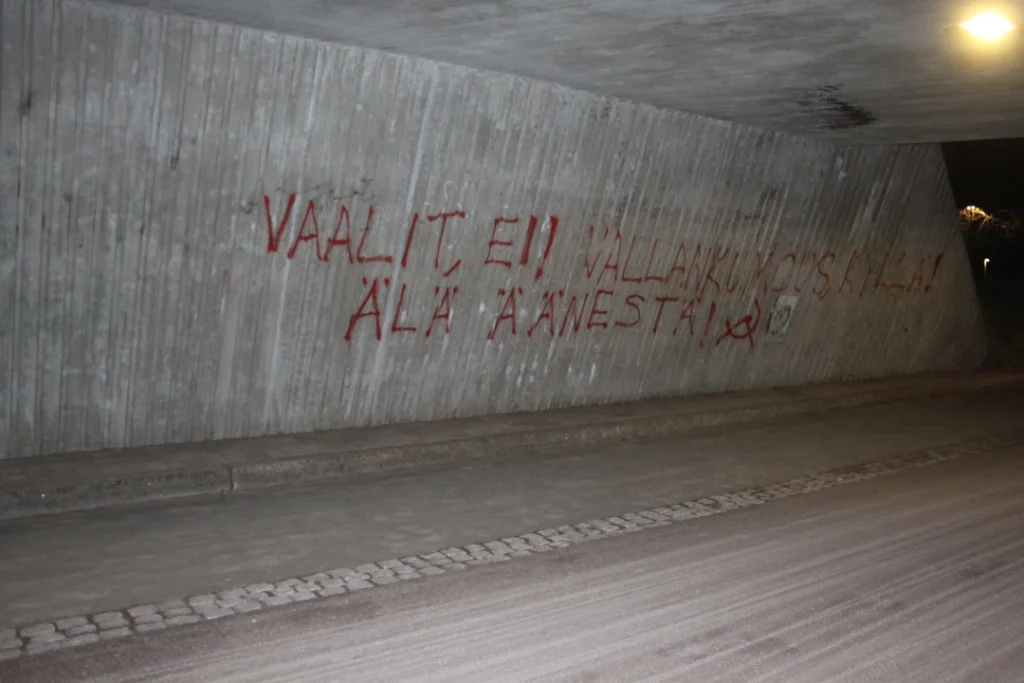 VAALIT, EI! VALLANKUMOUS KYLLÄ!
ÄLÄ ÄÄNESTÄ!